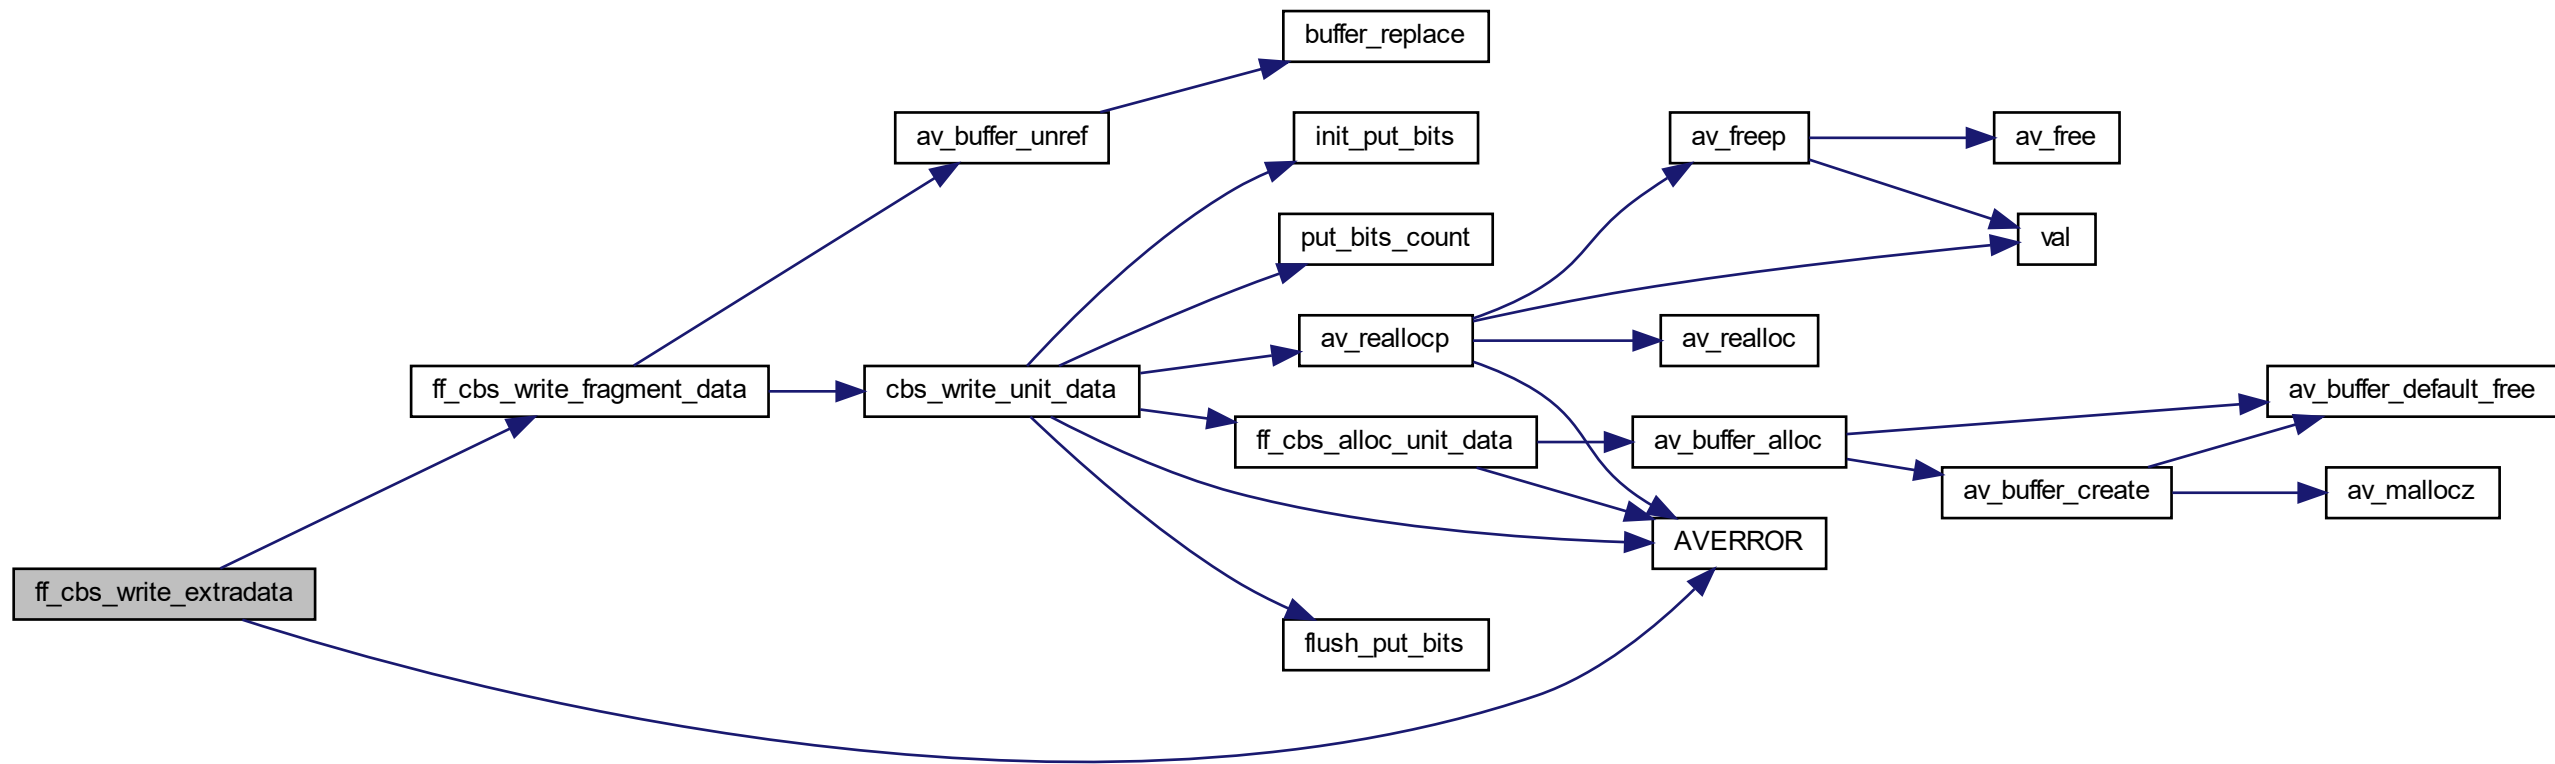 buffer_replace
av_buffer_unref
init_put_bits
av_freep
av_free
put_bits_count
val
av_reallocp
av_realloc
ff_cbs_write_fragment_data
cbs_write_unit_data
av_buffer_default_free
ff_cbs_alloc_unit_data
av_buffer_alloc
av_buffer_create
av_mallocz
AVERROR
ff_cbs_write_extradata
flush_put_bits